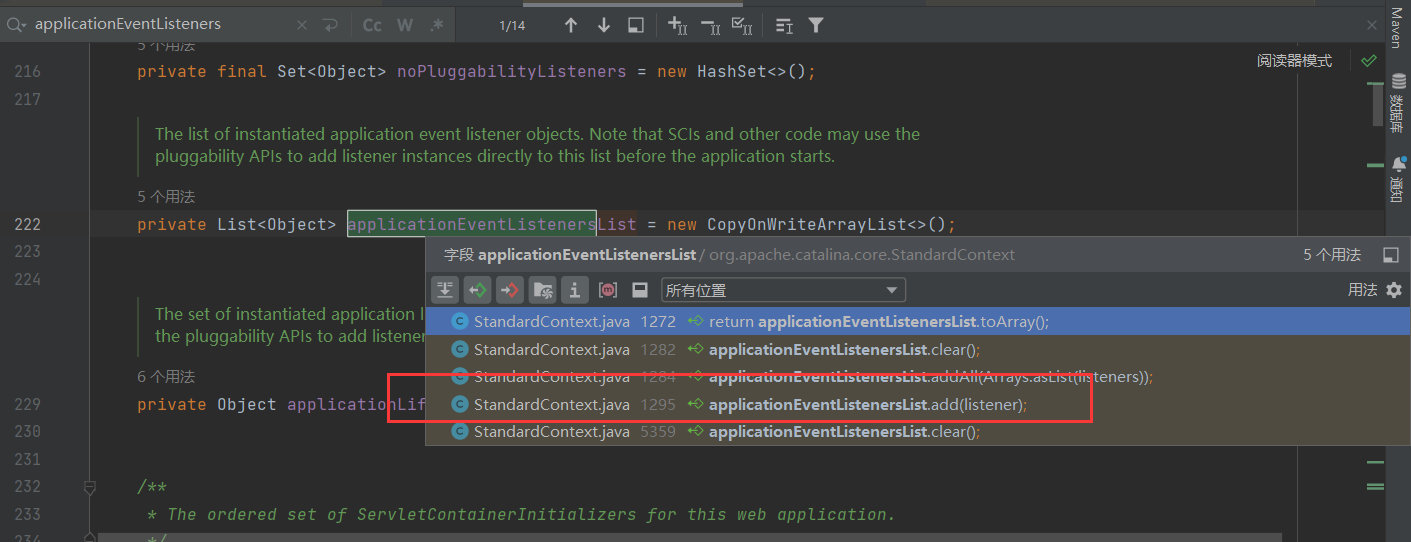 applicationEventListeners × Cc W .* 1/14
Maven
5 个用法
阅读器模式
216 private final Set<Object> noPluggabilityListeners = new HashSet<>();
217
数据库
The list of instantiated application event listener objects. Note that SCIs and other code may use the
pluggability APIs to add listener instances directly to this list before the application starts.
通知
5 个用法
222 private List<Object> applicationEventListenersList = new CopyOnWriteArrayList<>();
223
字段 applicationEventListenersList / org.apache.catalina.core.StandardContext 5 个用法
224
所有位置 用法
The set of instantiated application l
StandardContext.java 1272 return applicationEventListenersList.toArray();
the pluggability APIs to add listener
StandardContext.java 1282 applicationEventListenersList.clear();
6 个用法
StandardContext.java 1284 applicationEventListenersList.addAll(Arrays.asList(listeners));
229 private Object applicationLif
StandardContext.java 1295 applicationEventListenersList.add(listener);
230
StandardContext.java 5359 applicationEventListenersList.clear();
231
232 /**
233 * The ordered set of ServletContainerInitializers for this web application.
234 */